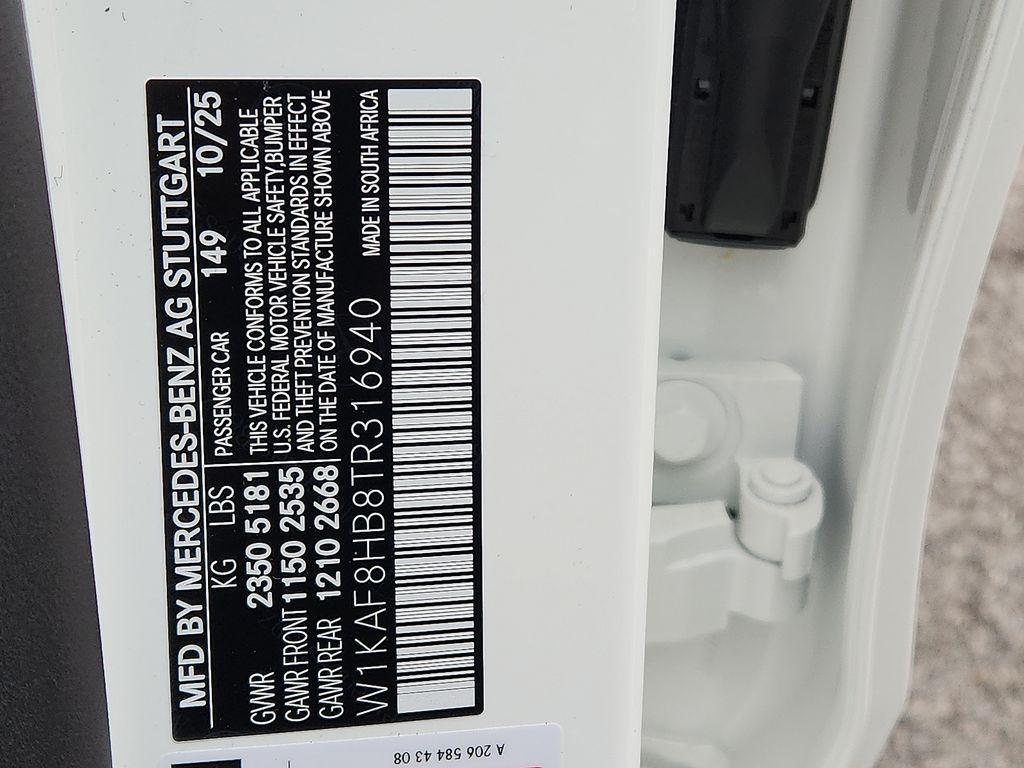 MFD BY MERCEDES-BENZ AG STUTTGART
KG LBS PASSENGER CAR 149 10/25
GVWR 2350 5181 THIS VEHICLE CONFORMS TO ALL APPLICABLE
GAWR FRONT 1150 2535 U.S. FEDERAL MOTOR VEHICLE SAFETY,BUMPER
AND THEFT PREVENTION STANDARDS IN EFFECT
GAWR REAR 1210 2668 ON THE DATE OF MANUFACTURE SHOWN ABOVE
W1KAF8HB8TR316940 MADE IN SOUTH AFRICA
A 206 584 43 08